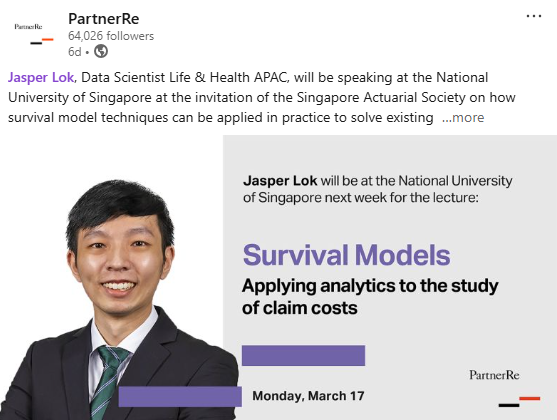 PartnerRe
PartnerRe
64,026 followers
6d •
Jasper Lok, Data Scientist Life & Health APAC, will be speaking at the National
University of Singapore at the invitation of the Singapore Actuarial Society on how
survival model techniques can be applied in practice to solve existing ...more
Jasper Lok will be at the National University
of Singapore next week for the lecture:
Survival Models
Applying analytics to the study
of claim costs
Monday, March 17
PartnerRe